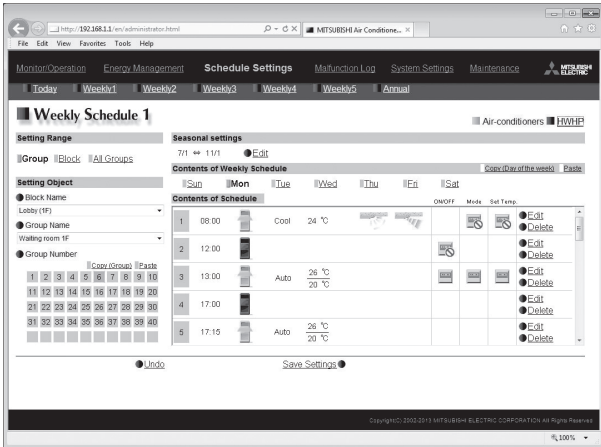 http://192.168.1.1/en/administrator.html
MITSUBISHI Air Conditione...
File Edit View Favorites Tools Help
Monitor/Operation Energy Management Schedule Settings Malfunction Log System Settings Maintenance MITSUBISHI ELECTRIC
Today Weekly1 Weekly2 Weekly3 Weekly4 Weekly5 Annual
Weekly Schedule 1
Air-conditioners HWHP
Setting Range
Group Block All Groups
Setting Object
Block Name
Lobby (1F)
Group Name
Waiting room 1F
Group Number
Copy (Group) Paste
1 2 3 4 5 6 7 8 9 10
11 12 13 14 15 16 17 18 19 20
21 22 23 24 25 26 27 28 29 30
31 32 33 34 35 36 37 38 39 40
Seasonal settings
7/1 ⇔ 11/1 Edit
Contents of Weekly Schedule Copy (Day of the week) Paste
Sun Mon Tue Wed Thu Fri Sat
Contents of Schedule ON/OFF Mode Set Temp.
1 08:00 Cool 24 °C Edit
Delete
2 12:00 Edit
Delete
3 13:00 Auto 26 °C Edit
20 °C Delete
4 17:00 Edit
Delete
5 17:15 Auto 26 °C Edit
20 °C Delete
Undo Save Settings
Copyright(C) 2002-2013 MITSUBISHI ELECTRIC CORPORATION All Rights Reserved
100%